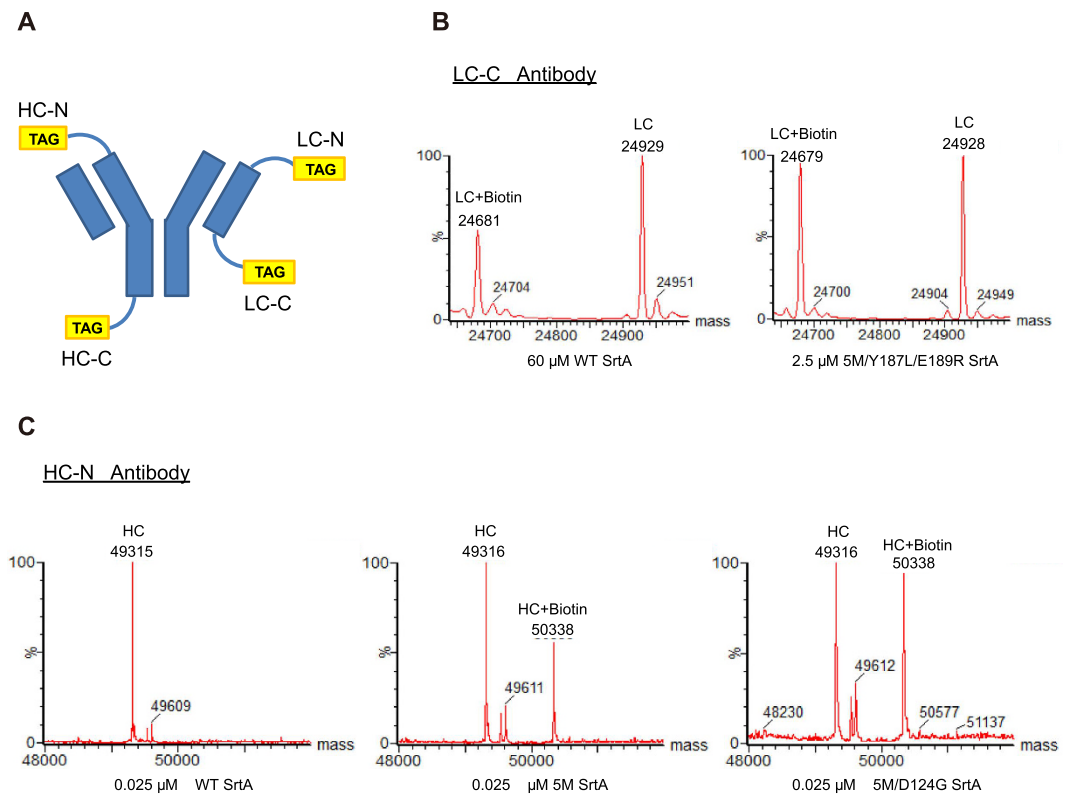 A
HC-N
TAG
LC-N
TAG
TAG
LC-C
TAG
HC-C
B
LC-C Antibody
LC+Biotin
24681
LC
24929
100
%
0
24704
24951
mass
24700 24800 24900
60 µM WT SrtA
LC+Biotin
24679
LC
24928
100
%
0
24700
24904
24949
mass
24700 24800 24900
2.5 µM 5M/Y187L/E189R SrtA
C
HC-N Antibody
HC
49315
100
%
0
49609
mass
48000 50000
0.025 µM WT SrtA
HC
49316
HC+Biotin
50338
100
%
0
49611
mass
48000 50000
0.025 µM 5M SrtA
HC
49316
HC+Biotin
50338
100
%
0
48230
49612
50577
51137
mass
48000 50000
0.025 µM 5M/D124G SrtA